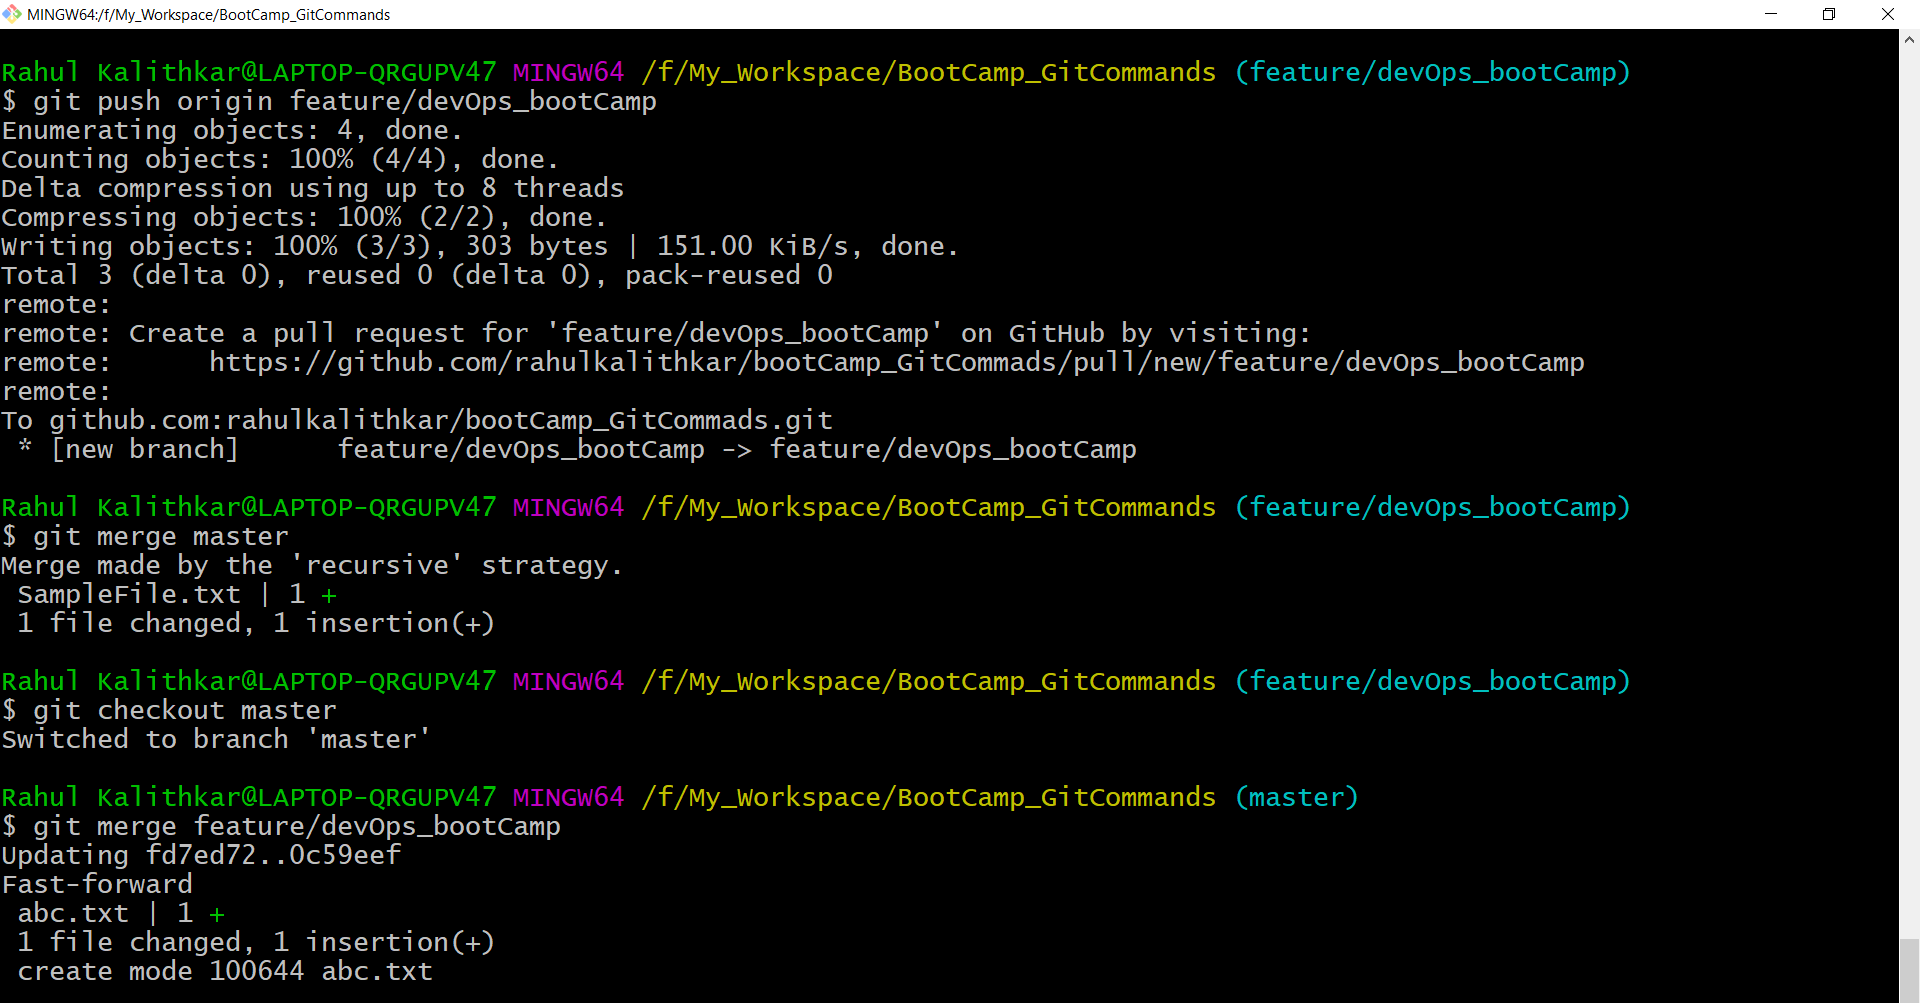 MINGW64:/f/My_Workspace/BootCamp_GitCommands
Rahul Kalithkar@LAPTOP-QRGUPV47 MINGW64 /f/My_Workspace/BootCamp_GitCommands (feature/devOps_bootCamp)
$ git push origin feature/devOps_bootCamp
Enumerating objects: 4, done.
Counting objects: 100% (4/4), done.
Delta compression using up to 8 threads
Compressing objects: 100% (2/2), done.
Writing objects: 100% (3/3), 303 bytes | 151.00 KiB/s, done.
Total 3 (delta 0), reused 0 (delta 0), pack-reused 0
remote:
remote: Create a pull request for 'feature/devOps_bootCamp' on GitHub by visiting:
remote:      https://github.com/rahulkalithkar/bootCamp_GitCommads/pull/new/feature/devOps_bootCamp
remote:
To github.com:rahulkalithkar/bootCamp_GitCommads.git
 * [new branch]      feature/devOps_bootCamp -> feature/devOps_bootCamp
Rahul Kalithkar@LAPTOP-QRGUPV47 MINGW64 /f/My_Workspace/BootCamp_GitCommands (feature/devOps_bootCamp)
$ git merge master
Merge made by the 'recursive' strategy.
 SampleFile.txt | 1 +
 1 file changed, 1 insertion(+)
Rahul Kalithkar@LAPTOP-QRGUPV47 MINGW64 /f/My_Workspace/BootCamp_GitCommands (feature/devOps_bootCamp)
$ git checkout master
Switched to branch 'master'
Rahul Kalithkar@LAPTOP-QRGUPV47 MINGW64 /f/My_Workspace/BootCamp_GitCommands (master)
$ git merge feature/devOps_bootCamp
Updating fd7ed72..0c59eef
Fast-forward
 abc.txt | 1 +
 1 file changed, 1 insertion(+)
 create mode 100644 abc.txt